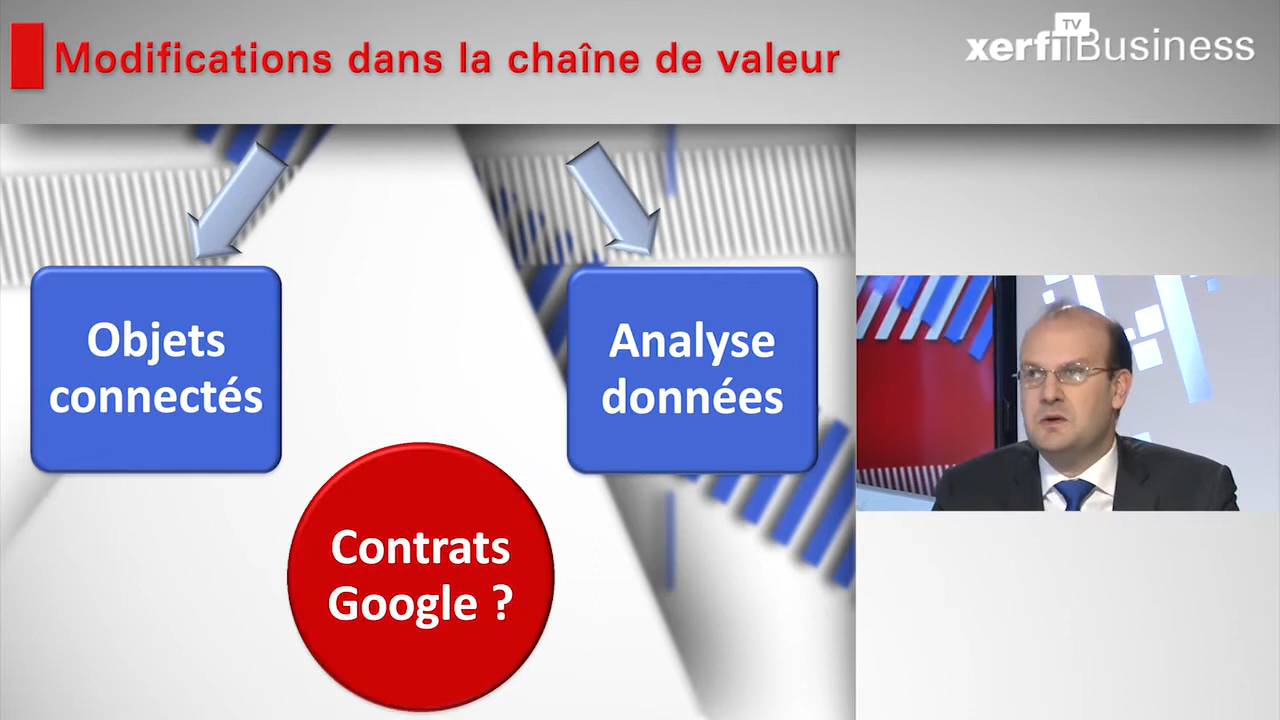 Modifications dans la chaîne de valeur
TV
xerfi Business
Objets
connectés
Analyse
données
Contrats
Google ?